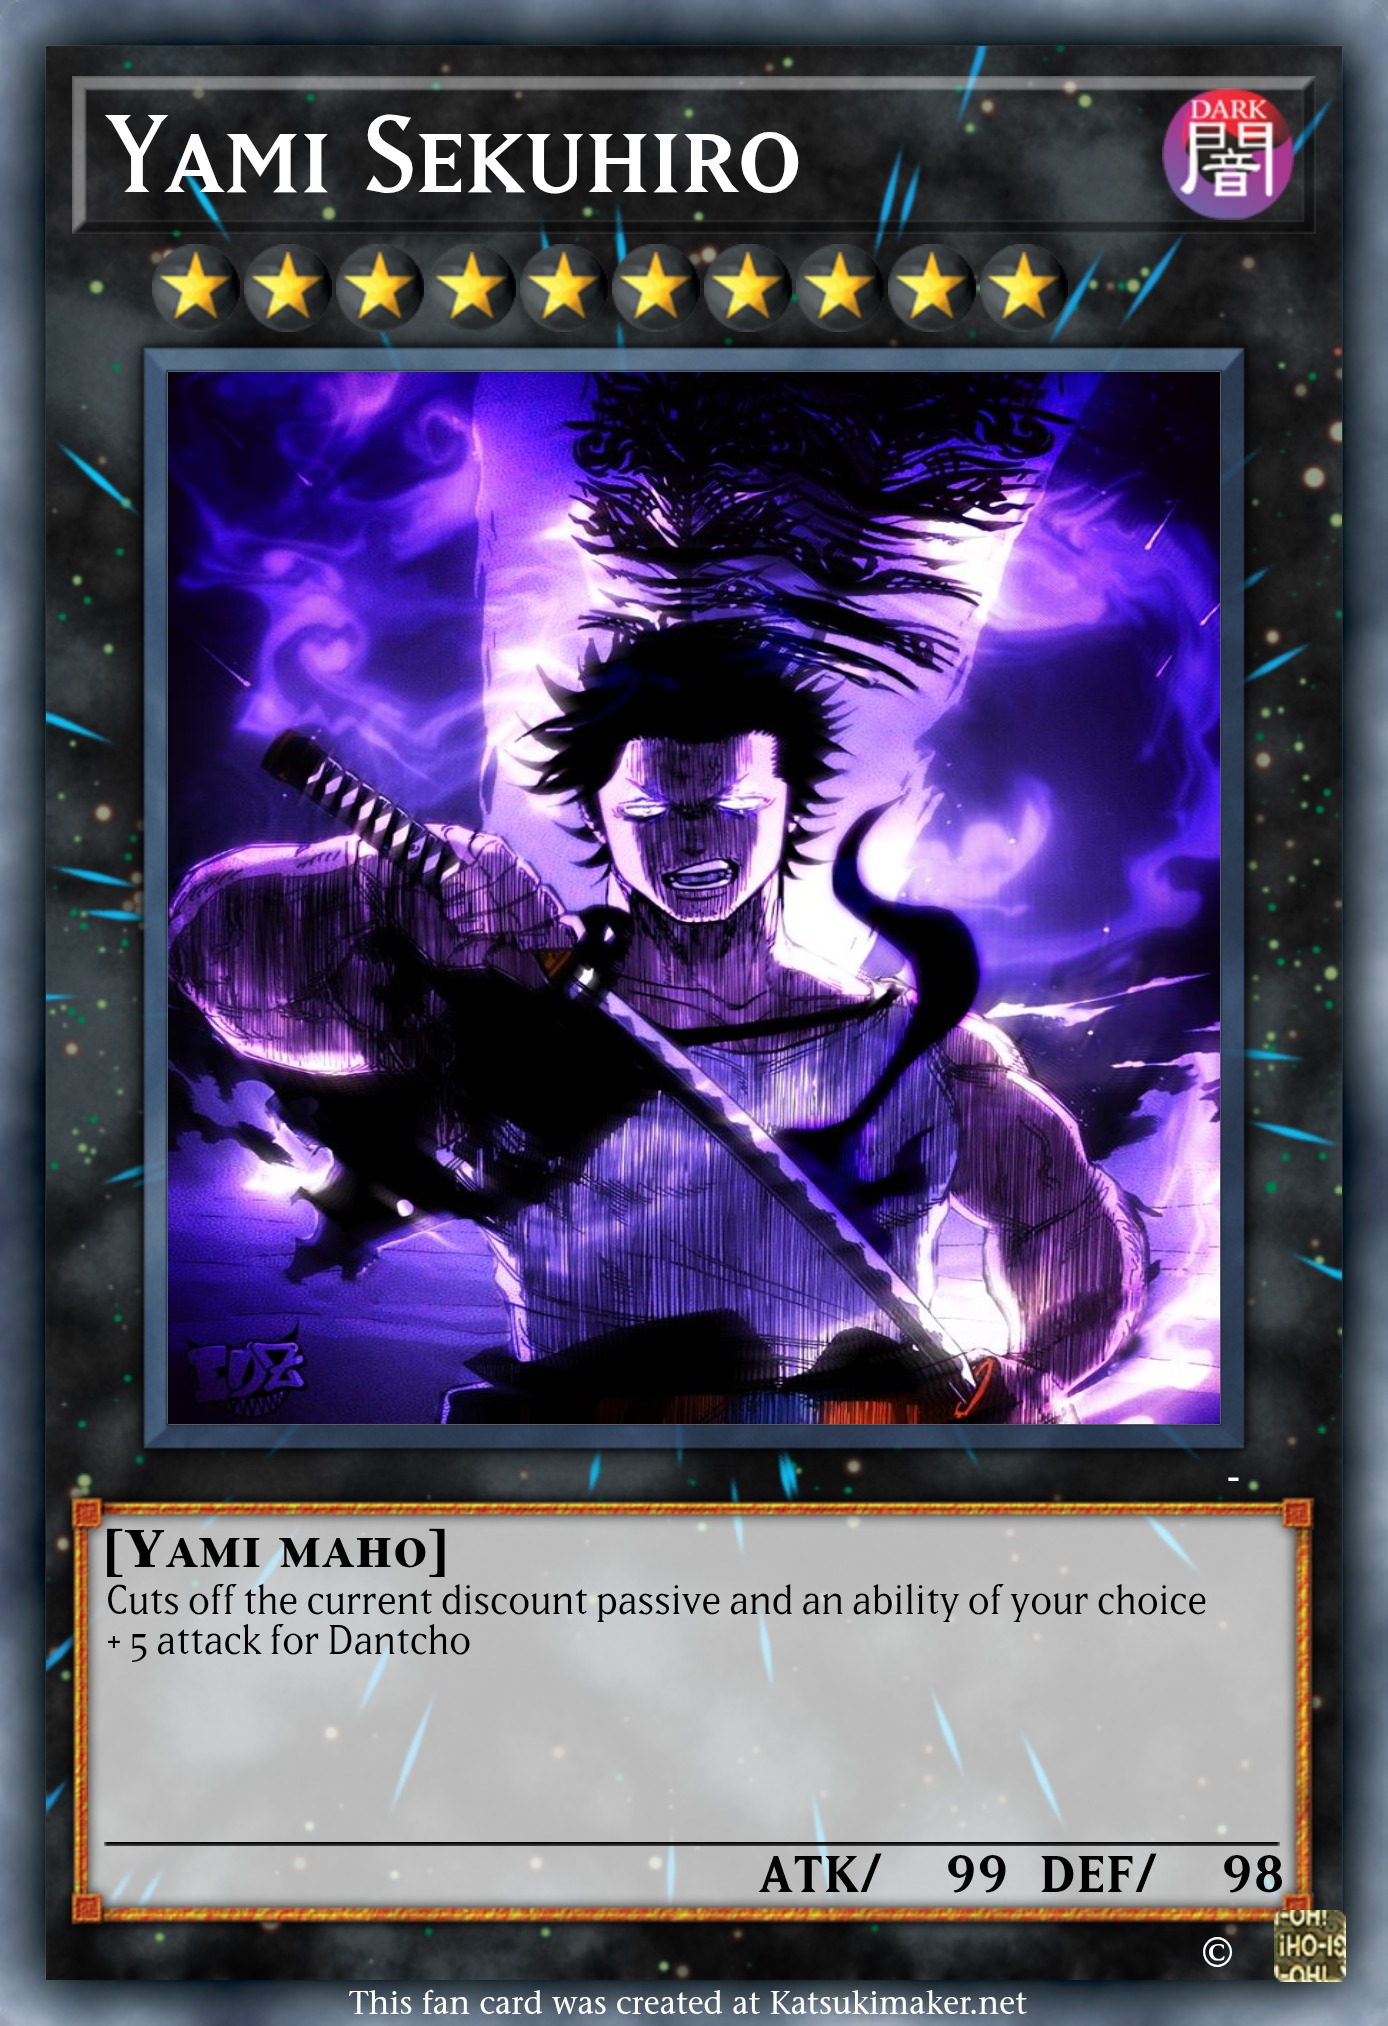 Yami Sekuhiro
DARK
闇
-
[Yami maho]
Cuts off the current discount passive and an ability of your choice
+ 5 attack for Dantcho
ATK/ 99 DEF/ 98
©
This fan card was created at Katsukimaker.net